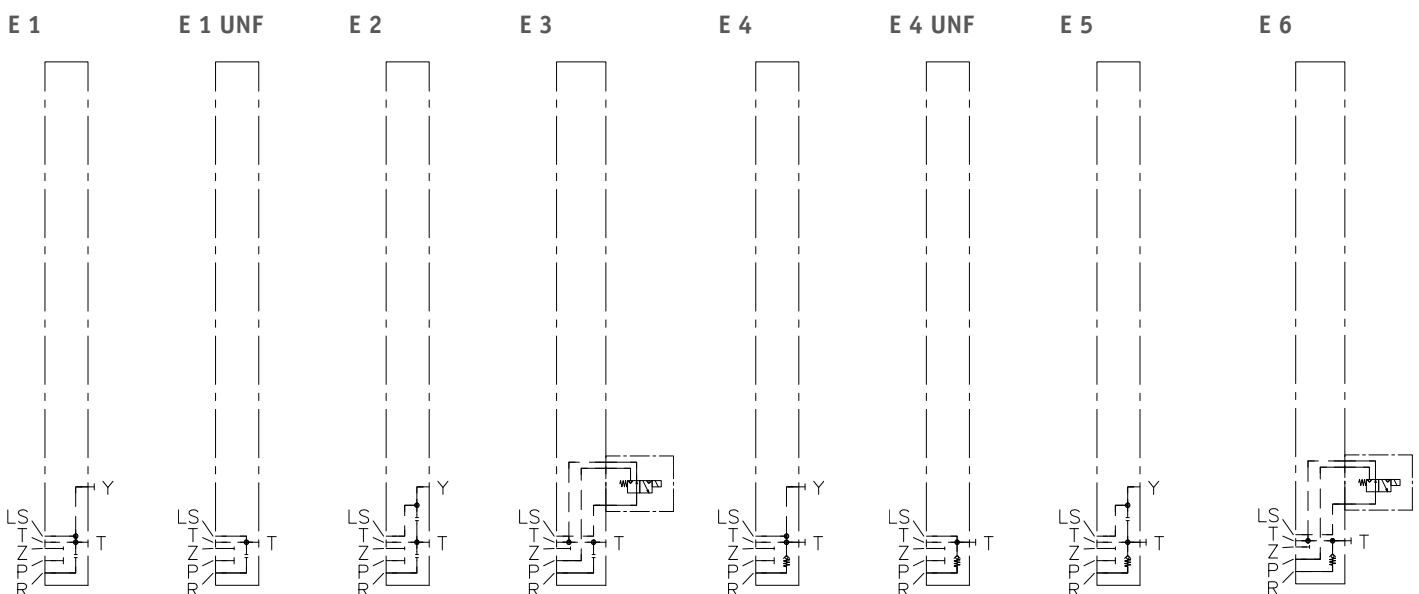 E 1 E 1 UNF E 2 E 3 E 4 E 4 UNF E 5 E 6
Y Y Y Y
LS LS LS LS LS LS LS LS
T T T T T T T T T T T T T T T T
Z Z Z Z Z Z Z Z
P P P P P P P P
R R R R R R R R